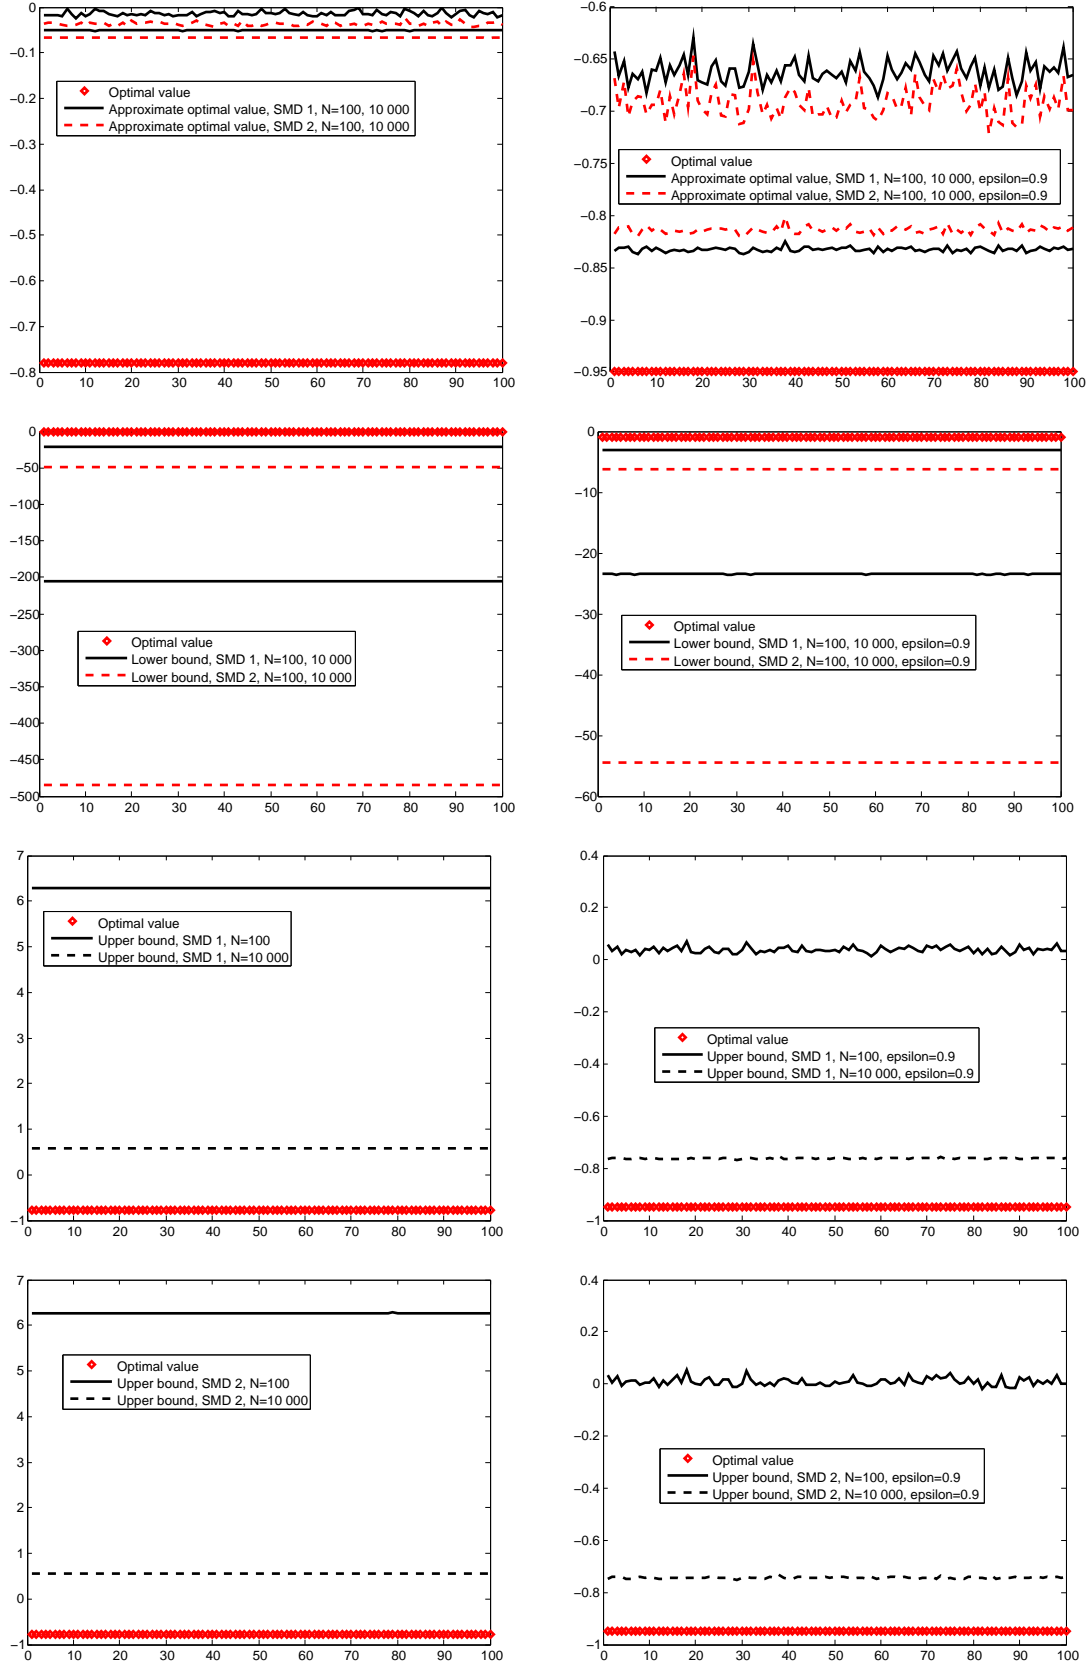 0
−0.1
−0.2
−0.3
−0.4
−0.5
−0.6
−0.7
−0.8
Optimal value
Approximate optimal value, SMD 1, N=100, 10 000
Approximate optimal value, SMD 2, N=100, 10 000
0 10 20 30 40 50 60 70 80 90 100
−0.6
−0.65
−0.7
−0.75
−0.8
−0.85
−0.9
−0.95
Optimal value
Approximate optimal value, SMD 1, N=100, 10 000, epsilon=0.9
Approximate optimal value, SMD 2, N=100, 10 000, epsilon=0.9
0 10 20 30 40 50 60 70 80 90 100
0
−50
−100
−150
−200
−250
−300
−350
−400
−450
−500
Optimal value
Lower bound, SMD 1, N=100, 10 000
Lower bound, SMD 2, N=100, 10 000
0 10 20 30 40 50 60 70 80 90 100
0
−10
−20
−30
−40
−50
−60
Optimal value
Lower bound, SMD 1, N=100, 10 000, epsilon=0.9
Lower bound, SMD 2, N=100, 10 000, epsilon=0.9
0 10 20 30 40 50 60 70 80 90 100
7
6
5
4
3
2
1
0
−1
Optimal value
Upper bound, SMD 1, N=100
Upper bound, SMD 1, N=10 000
0 10 20 30 40 50 60 70 80 90 100
0.4
0.2
0
−0.2
−0.4
−0.6
−0.8
−1
Optimal value
Upper bound, SMD 1, N=100, epsilon=0.9
Upper bound, SMD 1, N=10 000, epsilon=0.9
0 10 20 30 40 50 60 70 80 90 100
7
6
5
4
3
2
1
0
−1
Optimal value
Upper bound, SMD 2, N=100
Upper bound, SMD 2, N=10 000
0 10 20 30 40 50 60 70 80 90 100
0.4
0.2
0
−0.2
−0.4
−0.6
−0.8
−1
Optimal value
Upper bound, SMD 2, N=100, epsilon=0.9
Upper bound, SMD 2, N=10 000, epsilon=0.9
0 10 20 30 40 50 60 70 80 90 100